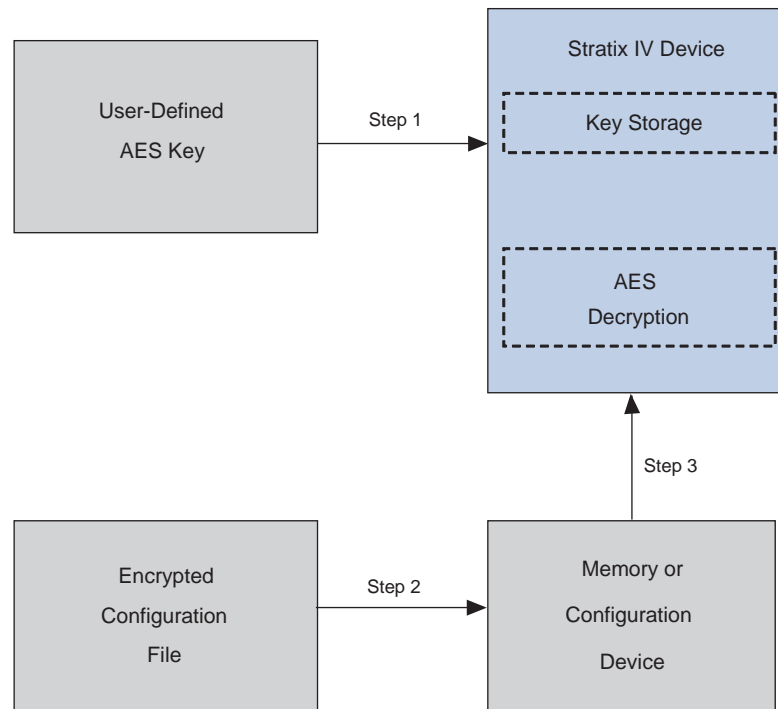 User-Defined
AES Key
Step 1
Stratix IV Device
Key Storage
AES
Decryption
Step 3
Encrypted
Configuration
File
Step 2
Memory or
Configuration
Device